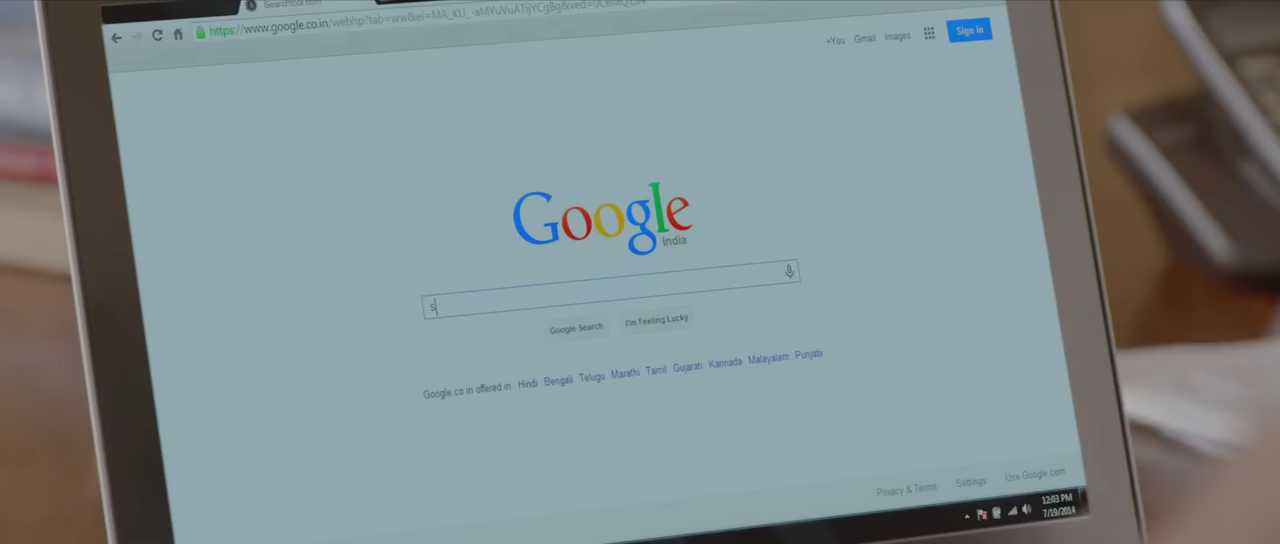 https://www.google.co.in/webhp?tab=ww&ei=MA_KU_-aMYuVuATijYCgBg&ved=
+You Gmail Images Sign in
Google
India
s
Google Search I'm Feeling Lucky
Google.co.in offered in: Hindi Bengali Telugu Marathi Tamil Gujarati Kannada Malayalam Punjabi
Privacy & Terms Settings Use Google.com
12:03 PM
7/19/2014